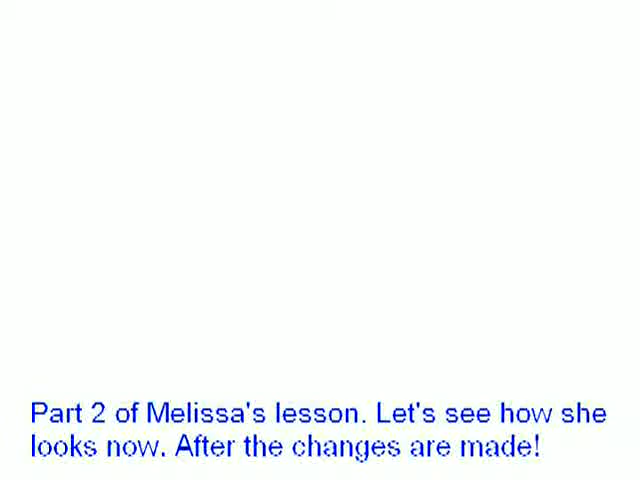 Part 2 of Melissa's lesson. Let's see how she
looks now. After the changes are made!